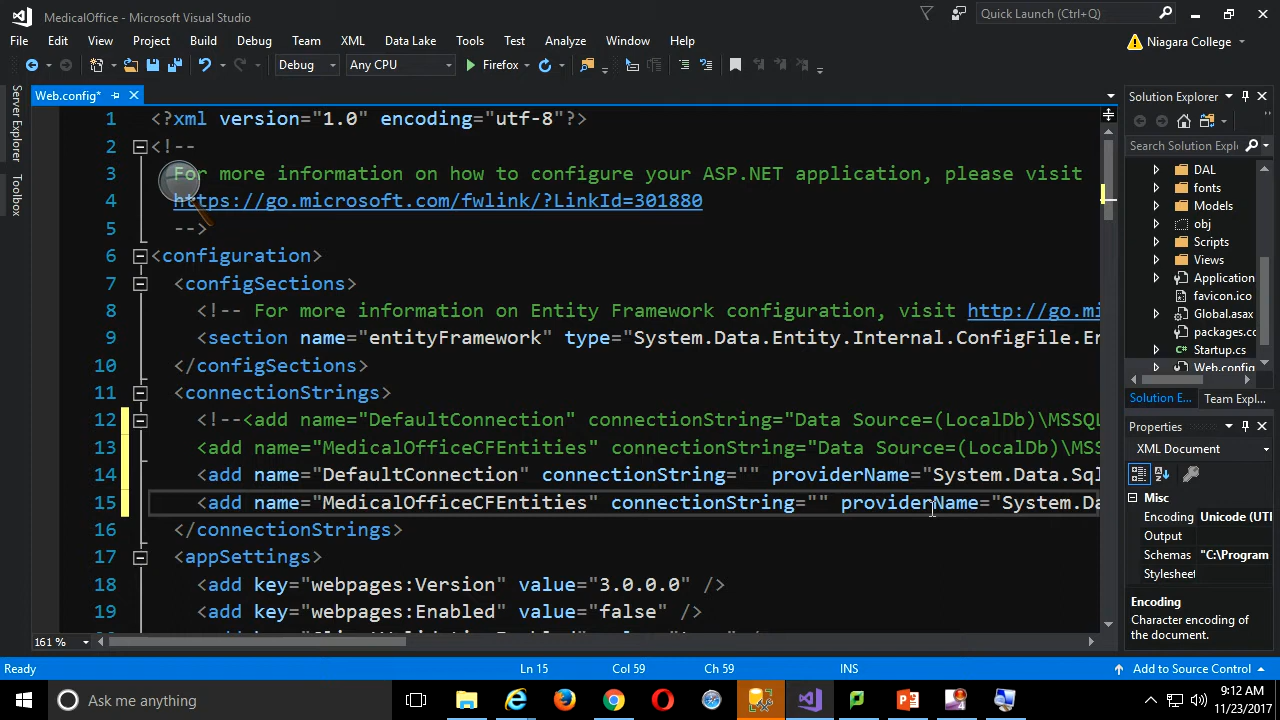 MedicalOffice - Microsoft Visual Studio
Quick Launch (Ctrl+Q)
File Edit View Project Build Debug Team XML Data Lake Tools Test Analyze Window Help
Niagara College
Debug Any CPU Firefox
Server Explorer
Toolbox
Web.config*
1 <?xml version="1.0" encoding="utf-8"?>
2 <!--
3 For more information on how to configure your ASP.NET application, please visit
4 https://go.microsoft.com/fwlink/?LinkId=301880
5 -->
6 <configuration>
7 <configSections>
8 <!-- For more information on Entity Framework configuration, visit http://go.mi
9 <section name="entityFramework" type="System.Data.Entity.Internal.ConfigFile.En
10 </configSections>
11 <connectionStrings>
12 <!--<add name="DefaultConnection" connectionString="Data Source=(LocalDb)\MSSQL
13 <add name="MedicalOfficeCFEntities" connectionString="Data Source=(LocalDb)\MSS
14 <add name="DefaultConnection" connectionString="" providerName="System.Data.Sql
15 <add name="MedicalOfficeCFEntities" connectionString="" providerName="System.Da
16 </connectionStrings>
17 <appSettings>
18 <add key="webpages:Version" value="3.0.0.0" />
19 <add key="webpages:Enabled" value="false" />
161 %
Solution Explorer
Search Solution Explo
DAL
fonts
Models
obj
Scripts
Views
Application
favicon.ico
Global.asax
packages.co
Startup.cs
Web.config
Solution E... Team Expl...
Properties
XML Document
Misc
Encoding Unicode (UTI
Output
Schemas "C:\Program
Stylesheet
Encoding
Character encoding of the document.
Ready Ln 15 Col 59 Ch 59 INS Add to Source Control
Ask me anything
9:12 AM
11/23/2017